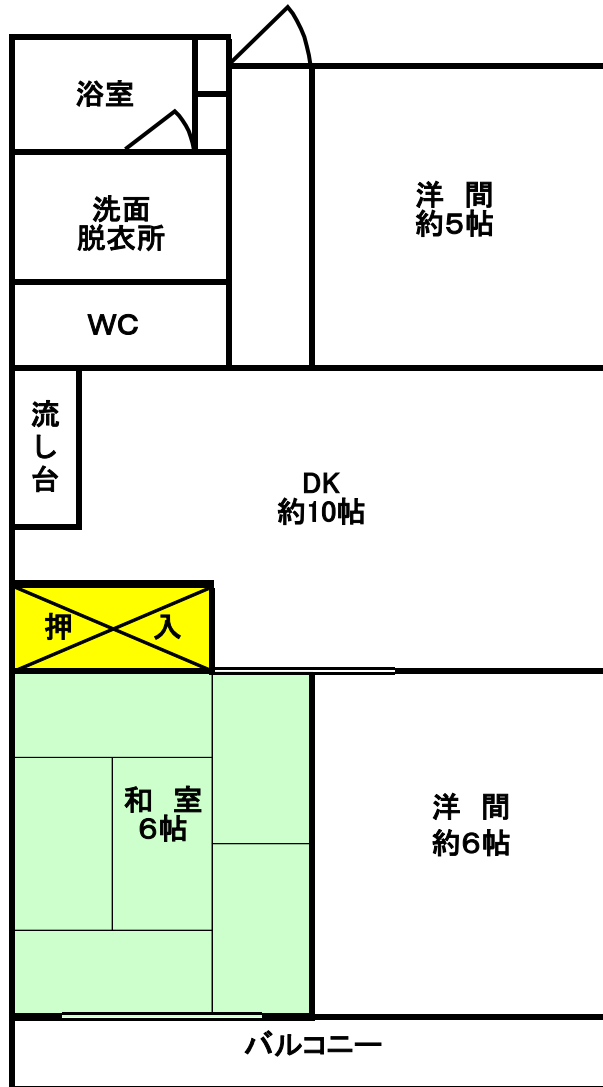 浴室
洋 間
約5帖
洗面
脱衣所
WC
流し台
DK
約10帖
押 入
和 室
6帖
洋 間
約6帖
バルコニー